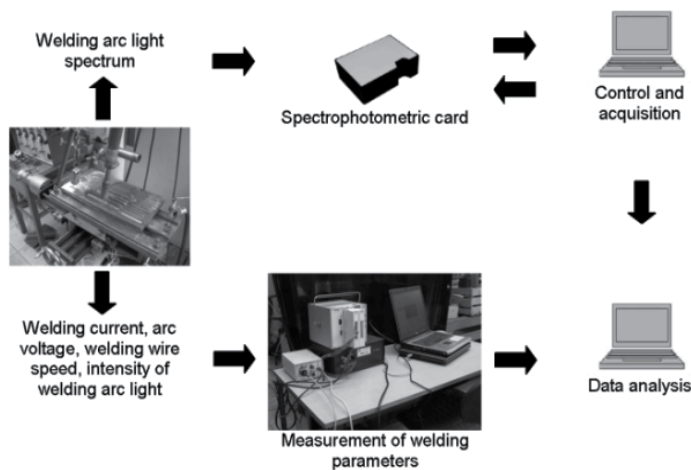 Welding arc light
spectrum
Spectrophotometric card
Control and
acquisition
Welding current, arc
voltage, welding wire
speed, intensity of
welding arc light
Measurement of welding
parameters
Data analysis